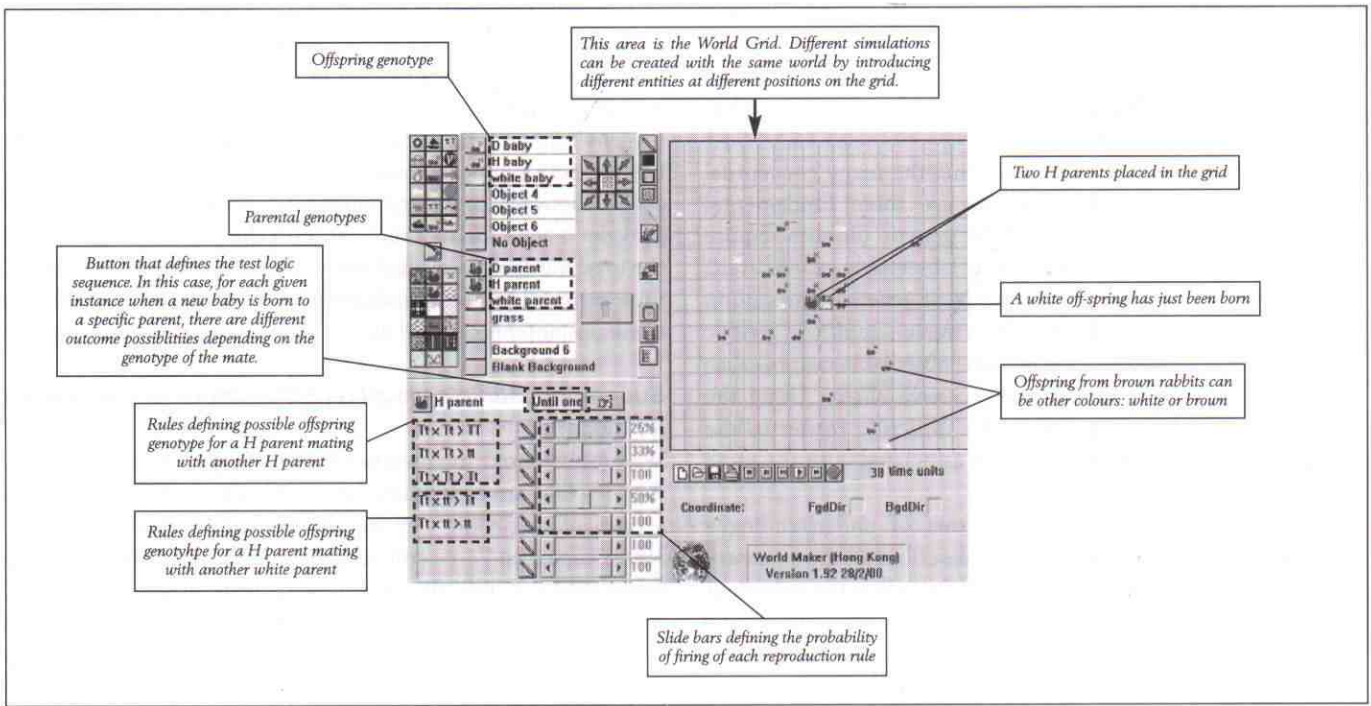 Offspring genotype
This area is the World Grid. Different simulations
can be created with the same world by introducing
different entities at different positions on the grid.
Parental genotypes
Button that defines the test logic
sequence. In this case, for each given
instance when a new baby is born to
a specific parent, there are different
outcome possiblitiies depending on the
genotype of the mate.
Rules defining possible offspring
genotype for a H parent mating
with another H parent
Rules defining possible offspring
genotyhpe for a H parent mating
with another white parent
D baby
H baby
white baby
Object 4
Object 5
Object 6
No Object
D parent
H parent
white parent
grass
Background 6
Blank Background
H parent
Until one
Tt x Tt > TT
25%
Tt x Tt > tt
33%
Tt x Tt > Tt
100
Tt x tt > Tt
50%
Tt x tt > tt
100
100
100
Two H parents placed in the grid
A white off-spring has just been born
Offspring from brown rabbits can
be other colours: white or brown
30 time units
Coordinate:
FgdDir
BgdDir
World Maker (Hong Kong)
Version 1.92 28/2/00
Slide bars defining the probability
of firing of each reproduction rule